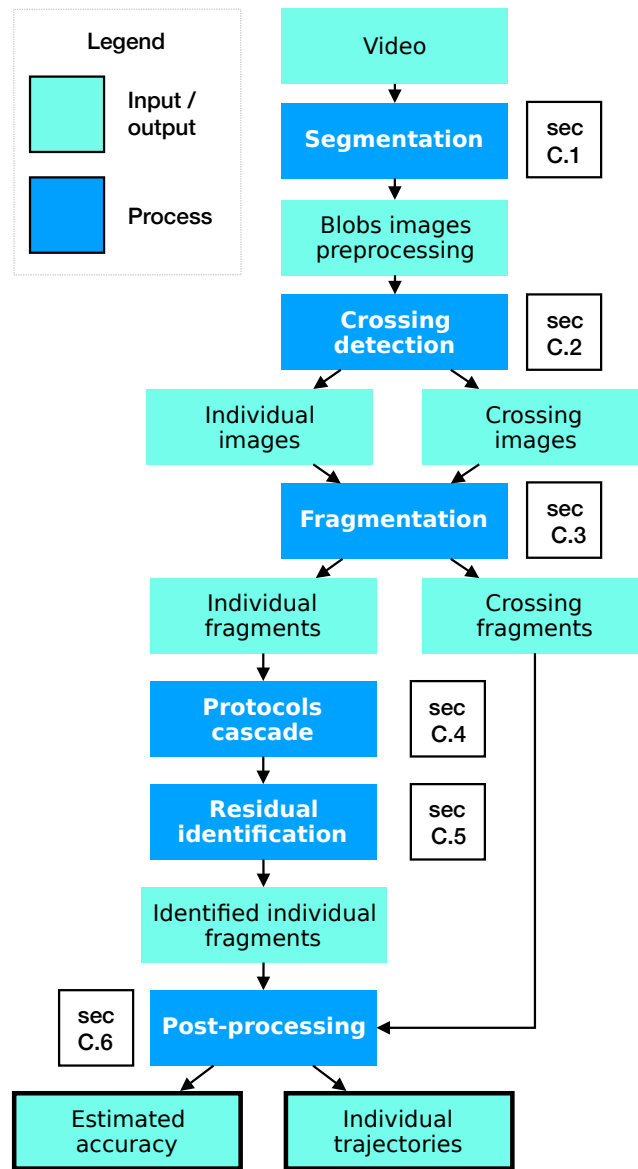 Legend
Input /
output
Process
Video
Segmentation
sec
C.1
Blobs images
preprocessing
Crossing
detection
sec
C.2
Individual
images
Crossing
images
Fragmentation
sec
C.3
Individual
fragments
Crossing
fragments
Protocols
cascade
sec
C.4
Residual
identification
sec
C.5
Identified individual
fragments
sec
C.6
Post-processing
Estimated
accuracy
Individual
trajectories